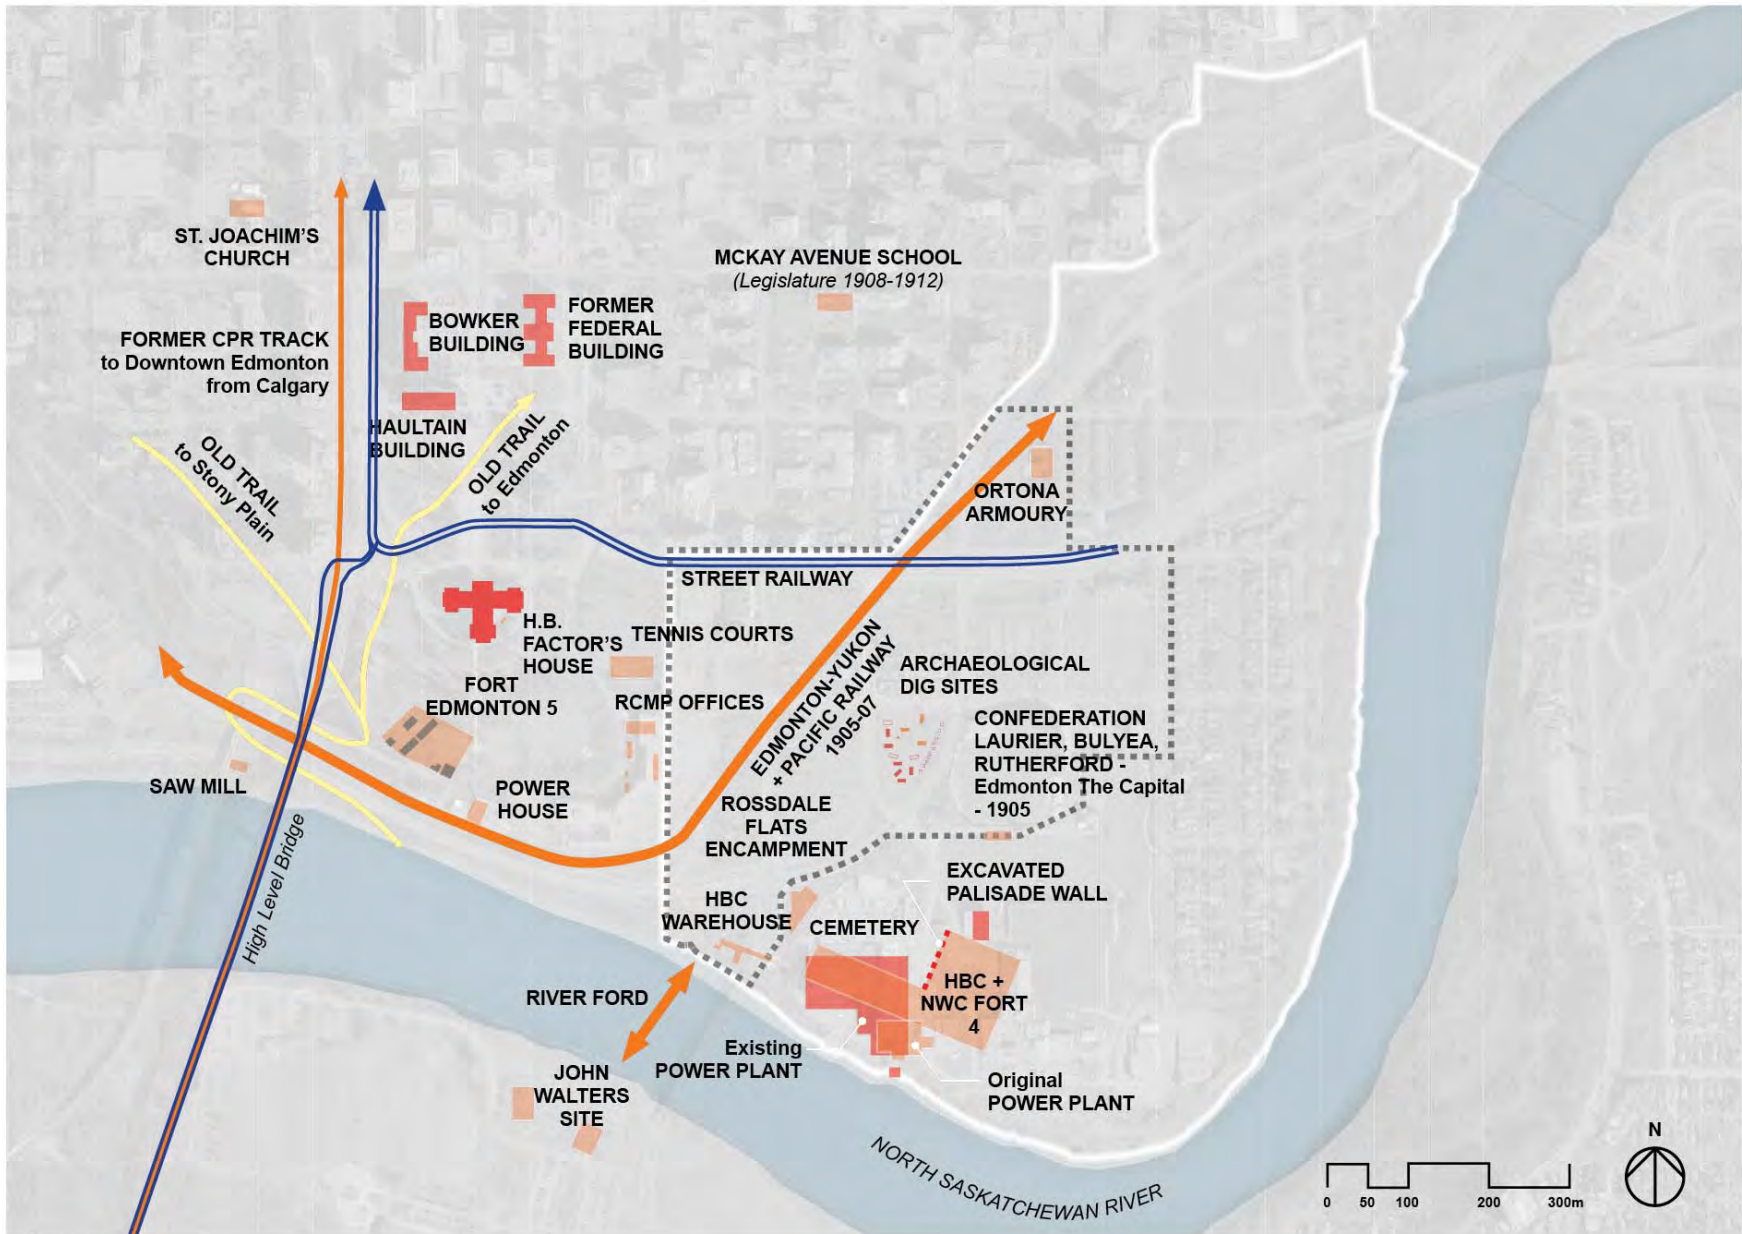 ST. JOACHIM'S
CHURCH
MCKAY AVENUE SCHOOL
(Legislature 1908-1912)
FORMER CPR TRACK
to Downtown Edmonton
from Calgary
BOWKER
BUILDING
FORMER
FEDERAL
BUILDING
HAULTAIN
BUILDING
OLD TRAIL
to Stony Plain
OLD TRAIL
to Edmonton
ORTONA
ARMOURY
STREET RAILWAY
H.B.
FACTOR'S
HOUSE
TENNIS COURTS
FORT
EDMONTON 5
RCMP OFFICES
EDMONTON-YUKON
+ PACIFIC RAILWAY
1905-07
ARCHAEOLOGICAL
DIG SITES
CONFEDERATION
LAURIER, BULYEA,
RUTHERFORD -
Edmonton The Capital
- 1905
SAW MILL
POWER
HOUSE
ROSSDALE
FLATS
ENCAMPMENT
High Level Bridge
EXCAVATED
PALISADE WALL
HBC
WAREHOUSE
CEMETERY
HBC +
NWC FORT
4
RIVER FORD
Existing
POWER PLANT
JOHN
WALTERS
SITE
Original
POWER PLANT
NORTH SASKATCHEWAN RIVER
N
0 50 100 200 300m